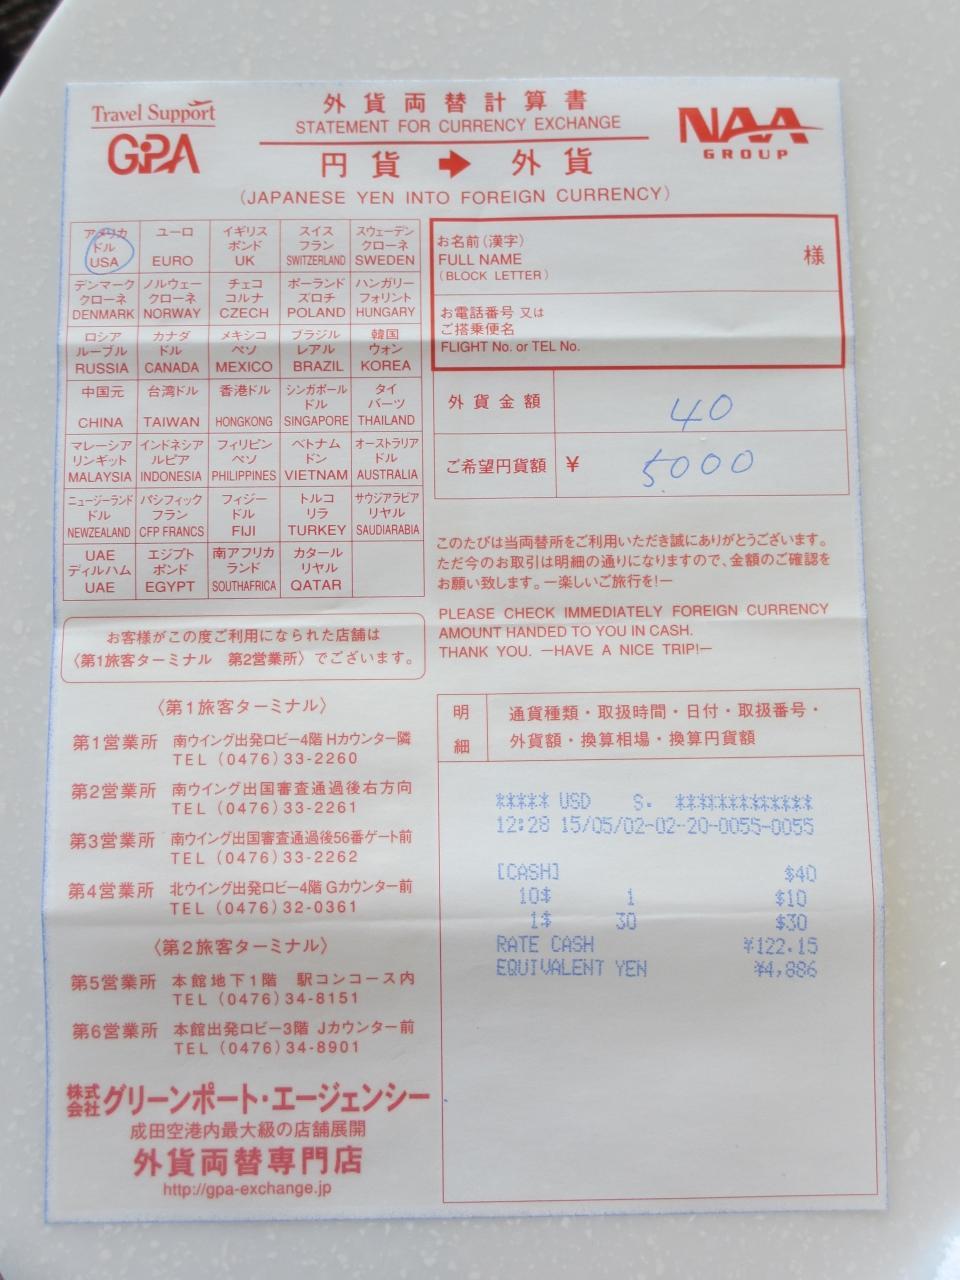 Travel Support
GPA
外貨両替計算書
STATEMENT FOR CURRENCY EXCHANGE
円貨 ➡ 外貨
(JAPANESE YEN INTO FOREIGN CURRENCY)
NAA
GROUP
アメリカ ユーロ イギリス スイス スウェーデン
ドル ポンド フラン クローネ
USA EURO UK SWITZERLAND SWEDEN
デンマーク ノルウェー チェコ ポーランド ハンガリー
クローネ クローネ コルナ ズロチ フォリント
DENMARK NORWAY CZECH POLAND HUNGARY
ロシア カナダ メキシコ ブラジル 韓国
ルーブル ドル ペソ レアル ウォン
RUSSIA CANADA MEXICO BRAZIL KOREA
中国元 台湾ドル 香港ドル シンガポール タイ
ドル バーツ
CHINA TAIWAN HONGKONG SINGAPORE THAILAND
マレーシア インドネシア フィリピン ベトナム オーストラリア
リンギット ルピア ペソ ドン ドル
MALAYSIA INDONESIA PHILIPPINES VIETNAM AUSTRALIA
ニュージーランド パシフィック フィジー トルコ サウジアラビア
ドル フラン ドル リラ リヤル
NEWZEALAND CFP FRANCS FIJI TURKEY SAUDIARABIA
UAE エジプト 南アフリカ カタール
ディルハム ポンド ランド リヤル
UAE EGYPT SOUTHAFRICA QATAR
お名前(漢字)
FULL NAME 様
(BLOCK LETTER)
お電話番号 又は
ご搭乗便名
FLIGHT No. or TEL No.
外貨金額 40
ご希望円貨額 ¥ 5000
このたびは当両替所をご利用いただき誠にありがとうございます。
ただ今のお取引は明細の通りになりますので、金額のご確認を
お願い致します。ー楽しいご旅行を!ー
PLEASE CHECK IMMEDIATELY FOREIGN CURRENCY
AMOUNT HANDED TO YOU IN CASH.
THANK YOU. —HAVE A NICE TRIP!—
お客様がこの度ご利用になられた店舗は
〈第1旅客ターミナル 第2営業所〉でございます。
〈第1旅客ターミナル〉
第1営業所 南ウイング出発ロビー4階 Hカウンター隣
TEL (0476)33-2260
第2営業所 南ウイング出国審査通過後右方向
TEL (0476)33-2261
第3営業所 南ウイング出国審査通過後56番ゲート前
TEL (0476)33-2262
第4営業所 北ウイング出発ロビー4階 Gカウンター前
TEL (0476)32-0361
〈第2旅客ターミナル〉
第5営業所 本館地下1階 駅コンコース内
TEL (0476)34-8151
第6営業所 本館出発ロビー3階 Jカウンター前
TEL (0476)34-8901
株式会社グリーンポート・エージェンシー
成田空港内最大級の店舗展開
外貨両替専門店
http://gpa-exchange.jp
明細 通貨種類・取扱時間・日付・取扱番号・
外貨額・換算相場・換算円貨額
***** USD S. *************
12:28 15/05/02-02-20-0055-0055
[CASH] $40
10$ 1 $10
1$ 30 $30
RATE CASH ¥122.15
EQUIVALENT YEN ¥4,886